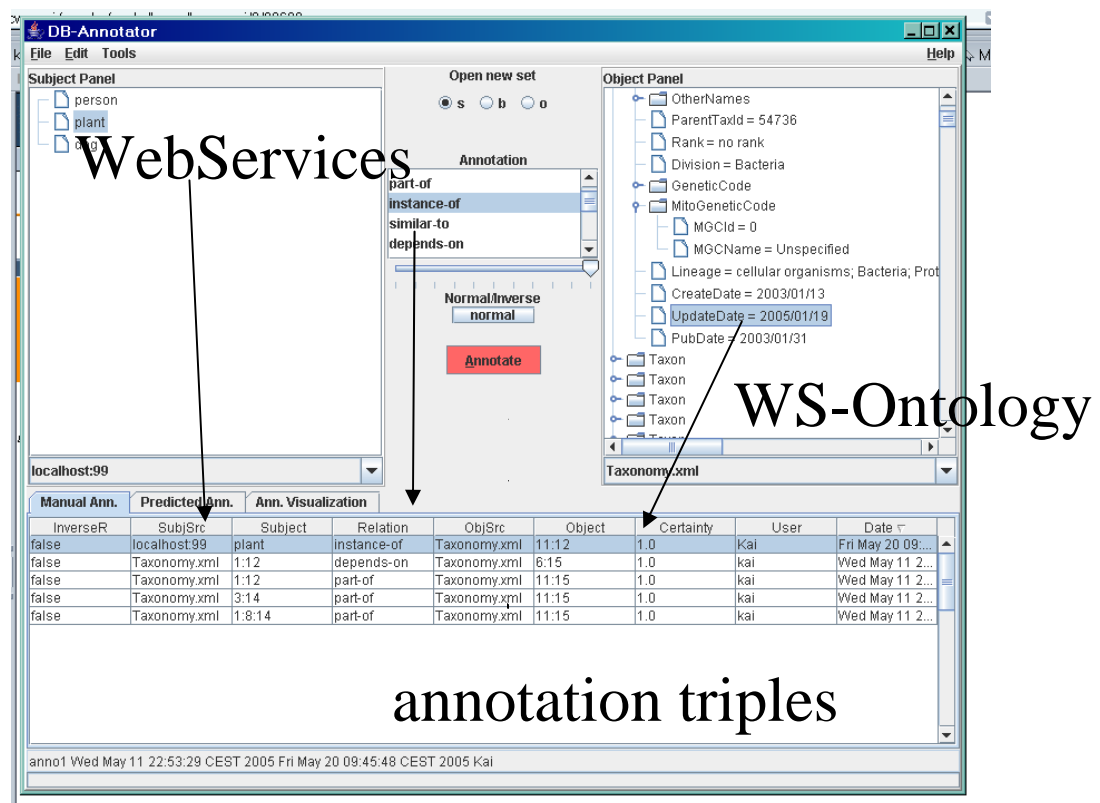 DB-Annotator
File Edit Tools Help
Subject Panel
person
plant
dog
WebServices
Open new set
s b o
Annotation
part-of
instance-of
similar-to
depends-on
Normal/Inverse
normal
Annotate
Object Panel
OtherNames
ParentTaxId = 54736
Rank = no rank
Division = Bacteria
GeneticCode
MitoGeneticCode
MGCId = 0
MGCName = Unspecified
Lineage = cellular organisms; Bacteria; Prot
CreateDate = 2003/01/13
UpdateDate = 2005/01/19
PubDate = 2003/01/31
Taxon
Taxon
Taxon
Taxon
WS-Ontology
localhost:99
Taxonomy.xml
Manual Ann. Predicted Ann. Ann. Visualization
InverseR SubjSrc Subject Relation ObjSrc Object Certainty User Date
false localhost:99 plant instance-of Taxonomy.xml 11:12 1.0 Kai Fri May 20 09:...
false Taxonomy.xml 1:12 depends-on Taxonomy.xml 6:15 1.0 kai Wed May 11 2...
false Taxonomy.xml 1:12 part-of Taxonomy.xml 11:15 1.0 kai Wed May 11 2...
false Taxonomy.xml 3:14 part-of Taxonomy.xml 11:15 1.0 kai Wed May 11 2...
false Taxonomy.xml 1:8:14 part-of Taxonomy.xml 11:15 1.0 kai Wed May 11 2...
annotation triples
anno1 Wed May 11 22:53:29 CEST 2005 Fri May 20 09:45:48 CEST 2005 Kai